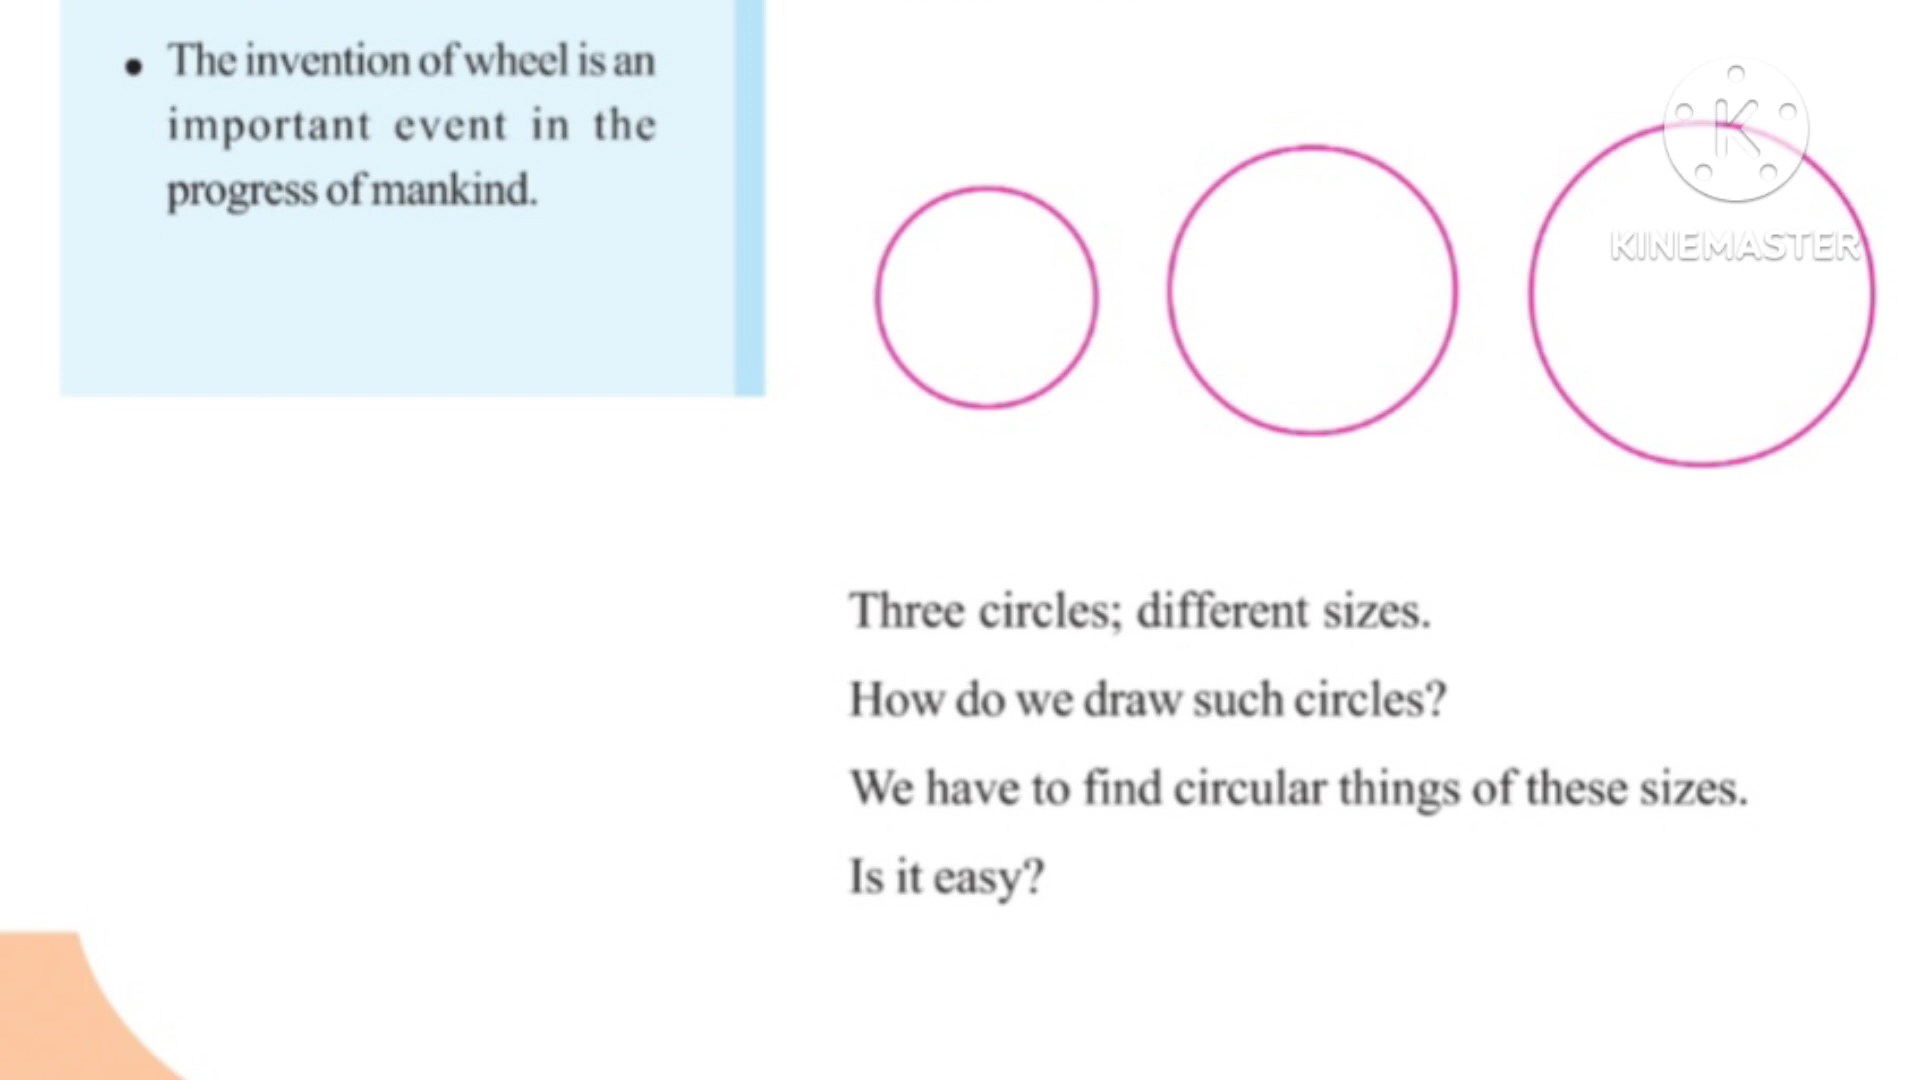 • The invention of wheel is an
important event in the
progress of mankind.
K
KINEMASTER
Three circles; different sizes.
How do we draw such circles?
We have to find circular things of these sizes.
Is it easy?